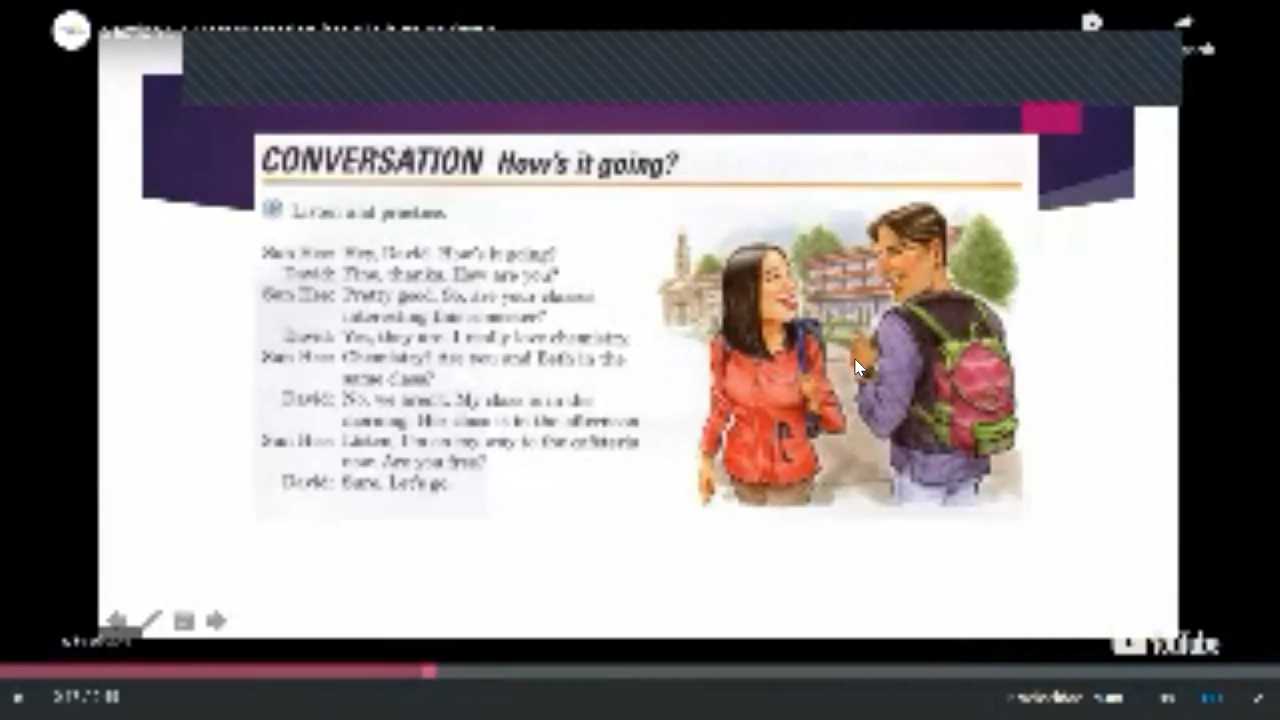 CONVERSATION How's it going?
Listen and practice.
Sun Hee: Hey, David. How's it going?
David: Fine, thanks. How are you?
Sun Hee: Pretty good. So, are your classes
interesting this semester?
David: Yes, they are. I really love chemistry.
Sun Hee: Chemistry? Are you and Beth in the
same class?
David: No, we aren't. My class is in the
morning. Her class is in the afternoon.
Sun Hee: Listen, I'm on my way to the cafeteria
now. Are you free?
David: Sure. Let's go.
YouTube